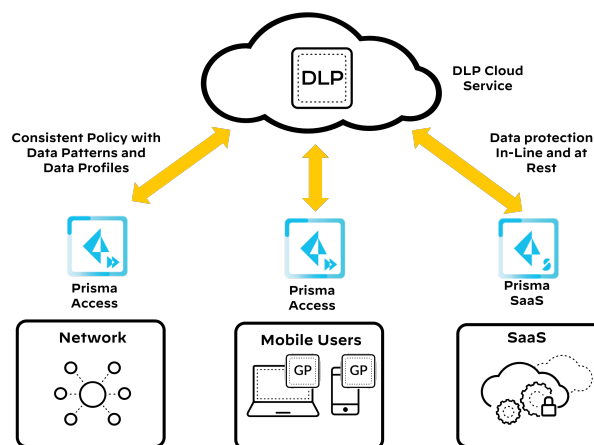 DLP
DLP Cloud
Service
Consistent Policy with
Data Patterns and
Data Profiles
Data protection
In-Line and at
Rest
Prisma
Access
Prisma
Access
Prisma
SaaS
Network
Mobile Users
SaaS
GP
GP